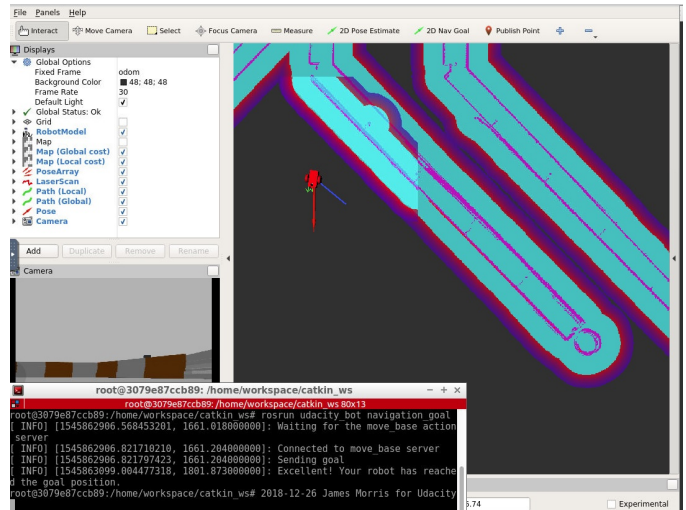 File Panels Help
Interact Move Camera Select Focus Camera Measure 2D Pose Estimate 2D Nav Goal Publish Point
Displays
Global Options
Fixed Frame odom
Background Color 48; 48; 48
Frame Rate 30
Default Light
Global Status: Ok
Grid
RobotModel
Map
Map (Global cost)
Map (Local cost)
PoseArray
LaserScan
Path (Local)
Path (Global)
Pose
Camera
Add Duplicate Remove Rename
Camera
root@3079e87ccb89: /home/workspace/catkin_ws
root@3079e87ccb89: /home/workspace/catkin_ws 80x13
root@3079e87ccb89:/home/workspace/catkin_ws# rosrun udacity_bot navigation_goal
[ INFO] [1545862906.568453201, 1661.018000000]: Waiting for the move_base action
server
[ INFO] [1545862906.821710210, 1661.204000000]: Connected to move_base server
[ INFO] [1545862906.821797423, 1661.204000000]: Sending goal
[ INFO] [1545863099.004477318, 1801.873000000]: Excellent! Your robot has reache
d the goal position.
root@3079e87ccb89:/home/workspace/catkin_ws# 2018-12-26 James Morris for Udacity
5.74 Experimental